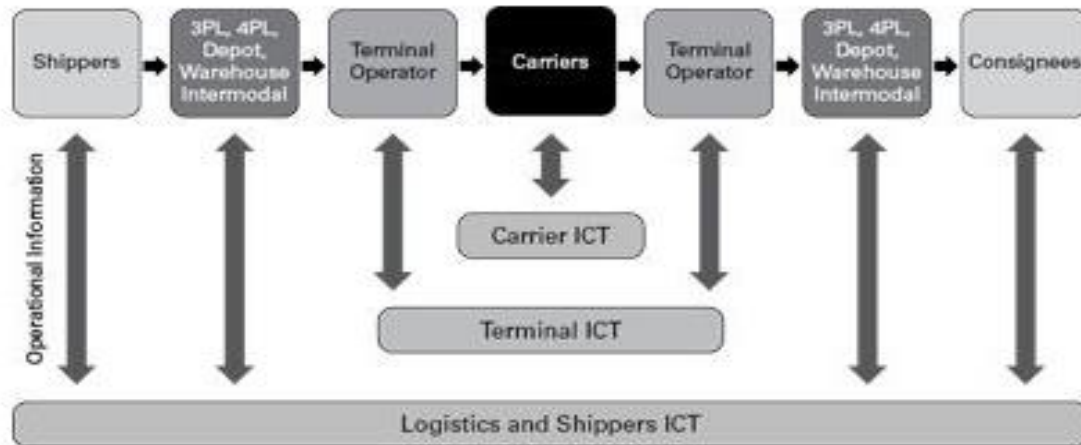 Shippers
3PL, 4PL,
Depot,
Warehouse
Intermodal
Terminal
Operator
Carriers
Terminal
Operator
3PL, 4PL,
Depot,
Warehouse
Intermodal
Consignees
Operational Information
Carrier ICT
Terminal ICT
Logistics and Shippers ICT